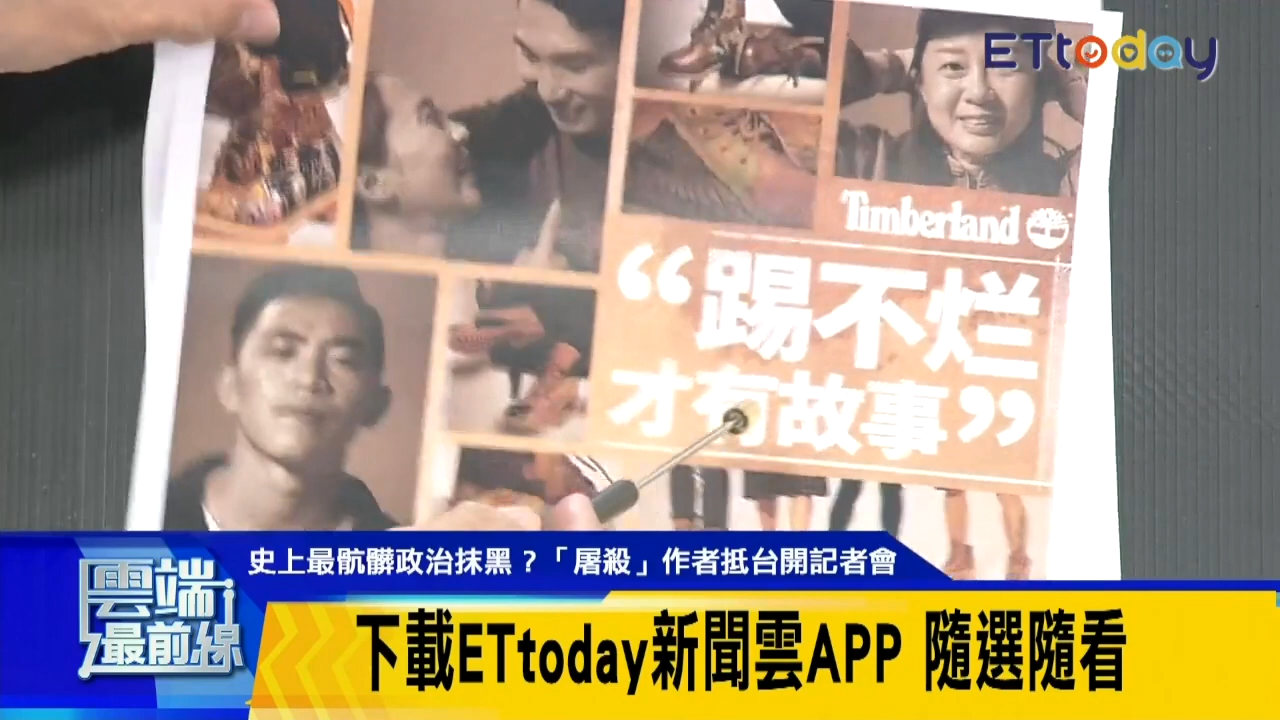 ETtoday
Timberland
“踢不烂
才有故事”
史上最骯髒政治抹黑？「屠殺」作者抵台開記者會
雲端
最前線
下載ETtoday新聞雲APP 隨選隨看